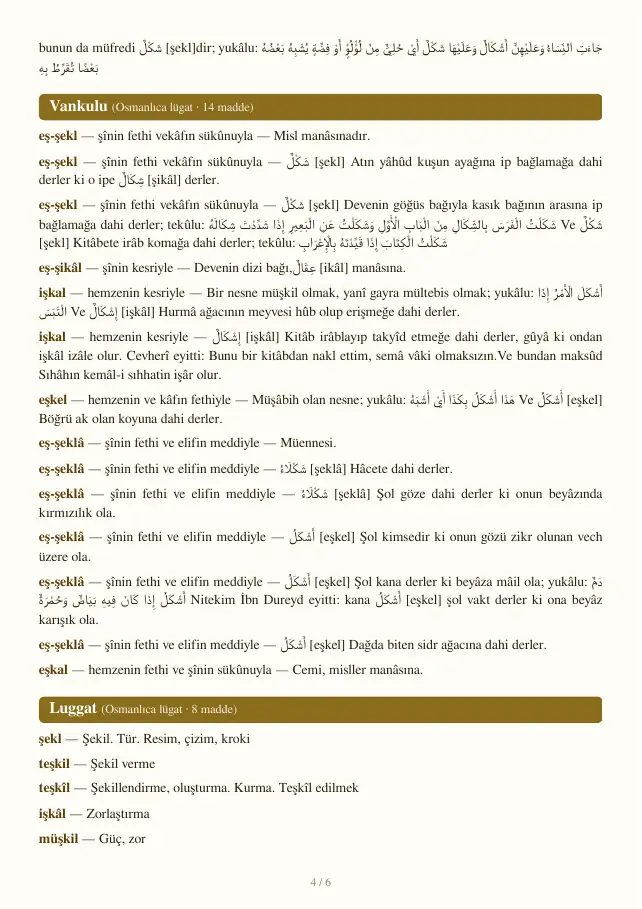 bunun da müfredi شَكْلٌ [şekl]dir; yukâlu: جَاءَتِ النِّسَاءُ وَعَلَيْهِنَّ أَشْكَالٌ وَعَلَيْهَا شَكْلٌ أَيْ حُلِيٌّ مِنْ لُؤْلُؤٍ أَوْ فِضَّةٍ يُشْبِهُ بَعْضُهُ
بَعْضًا تُقَرَّطُ بِهِ
Vankulu (Osmanlıca lügat · 14 madde)
eş-şekl — şînin fethi vekâfın sükûnuyla — Misl manâsınadır.
eş-şekl — şînin fethi vekâfın sükûnuyla — شَكْلٌ [şekl] Atın yâhûd kuşun ayağına ip bağlamağa dahi
derler ki o ipe شِكَالٌ [şikâl] derler.
eş-şekl — şînin fethi vekâfın sükûnuyla — شَكْلٌ [şekl] Devenin göğüs bağıyla kasık bağının arasına ip
bağlamağa dahi derler; tekûlu: شَكَلْتُ الْفَرَسَ بِالشِّكَالِ مِنَ الْبَابِ الْأَوَّلِ وَشَكَلْتُ عَنِ الْبَعِيرِ إِذَا شَدَدْتَ شِكَالَهُ Ve شَكْلٌ
[şekl] Kitâbete irâb komağa dahi derler; tekûlu: شَكَلْتُ الْكِتَابَ إِذَا قَيَّدْتَهُ بِالْإِعْرَابِ
eş-şikâl — şînin kesriyle — Devenin dizi bağı,عِقَالٌ [ikâl] manâsına.
işkal — hemzenin kesriyle — Bir nesne müşkil olmak, yanî gayra mültebis olmak; yukâlu: أَشْكَلَ الْأَمْرُ إِذَا
الْتَبَسَ Ve إِشْكَالٌ [işkâl] Hurmâ ağacının meyvesi hûb olup erişmeğe dahi derler.
işkal — hemzenin kesriyle — إِشْكَالٌ [işkâl] Kitab irâblayıp takyîd etmeğe dahi derler, gûyâ ki ondan
işkâl izâle olur. Cevherî eyitti: Bunu bir kitâbdan nakl ettim, semâ vâki olmaksızın.Ve bundan maksûd
Sıhâhın kemâl-i sıhhatin işâr olur.
eşkel — hemzenin ve kâfın fethiyle — Müşâbih olan nesne; yukâlu: هَذَا أَشْكَلُ بِكَذَا أَيْ أَشْبَهُ Ve أَشْكَلُ [eşkel]
Böğrü ak olan koyuna dahi derler.
eş-şeklâ — şînin fethi ve elifin meddiyle — Müennesi.
eş-şeklâ — şînin fethi ve elifin meddiyle — شَكْلَاءُ [şeklâ] Hâcete dahi derler.
eş-şeklâ — şînin fethi ve elifin meddiyle — شَكْلَاءُ [şeklâ] Şol göze dahi derler ki onun beyâzında
kırmızılık ola.
eş-şeklâ — şînin fethi ve elifin meddiyle — أَشْكَلُ [eşkel] Şol kimsedir ki onun gözü zikr olunan vech
üzere ola.
eş-şeklâ — şînin fethi ve elifin meddiyle — أَشْكَلُ [eşkel] Şol kana derler ki beyâza mâil ola; yukâlu: دَمٌ
أَشْكَلُ إِذَا كَانَ فِيهِ بَيَاضٌ وَحُمْرَةٌ Nitekim İbn Dureyd eyitti: kana أَشْكَلُ [eşkel] şol vakt derler ki ona beyâz
karışık ola.
eş-şeklâ — şînin fethi ve elifin meddiyle — أَشْكَلُ [eşkel] Dağda biten sidr ağacına dahi derler.
eşkal — hemzenin fethi ve şînin sükûnuyla — Cemi, misller manâsına.
Luggat (Osmanlıca lügat · 8 madde)
şekl — Şekil. Tür. Resim, çizim, kroki
teşkil — Şekil verme
teşkîl — Şekillendirme, oluşturma. Kurma. Teşkîl edilmek
işkâl — Zorlaştırma
müşkil — Güç, zor
4 / 6